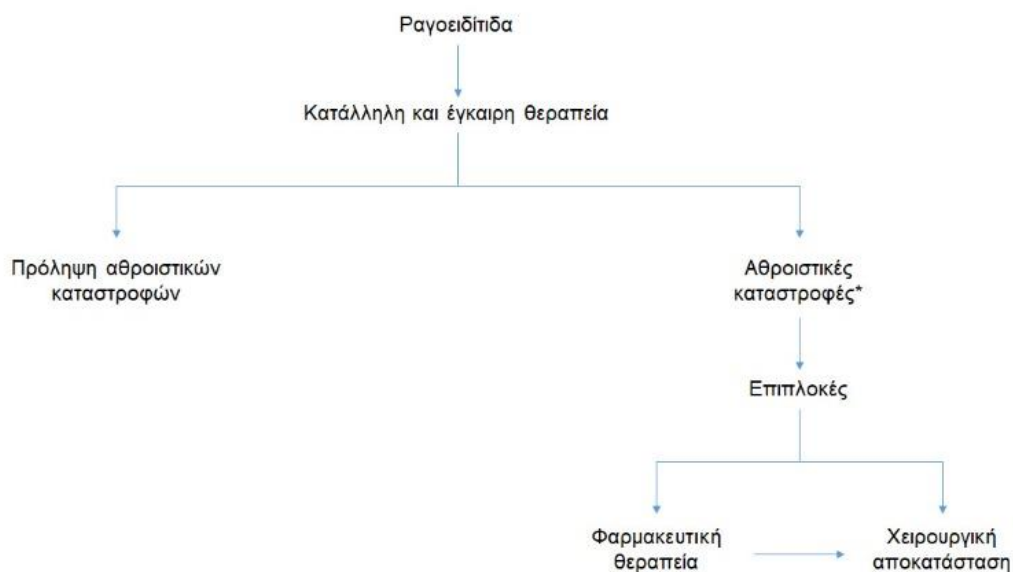 Ραγοειδίτιδα
Κατάλληλη και έγκαιρη θεραπεία
Πρόληψη αθροιστικών
καταστροφών
Αθροιστικές
καταστροφές*
Επιπλοκές
Φαρμακευτική
θεραπεία
Χειρουργική
αποκατάσταση